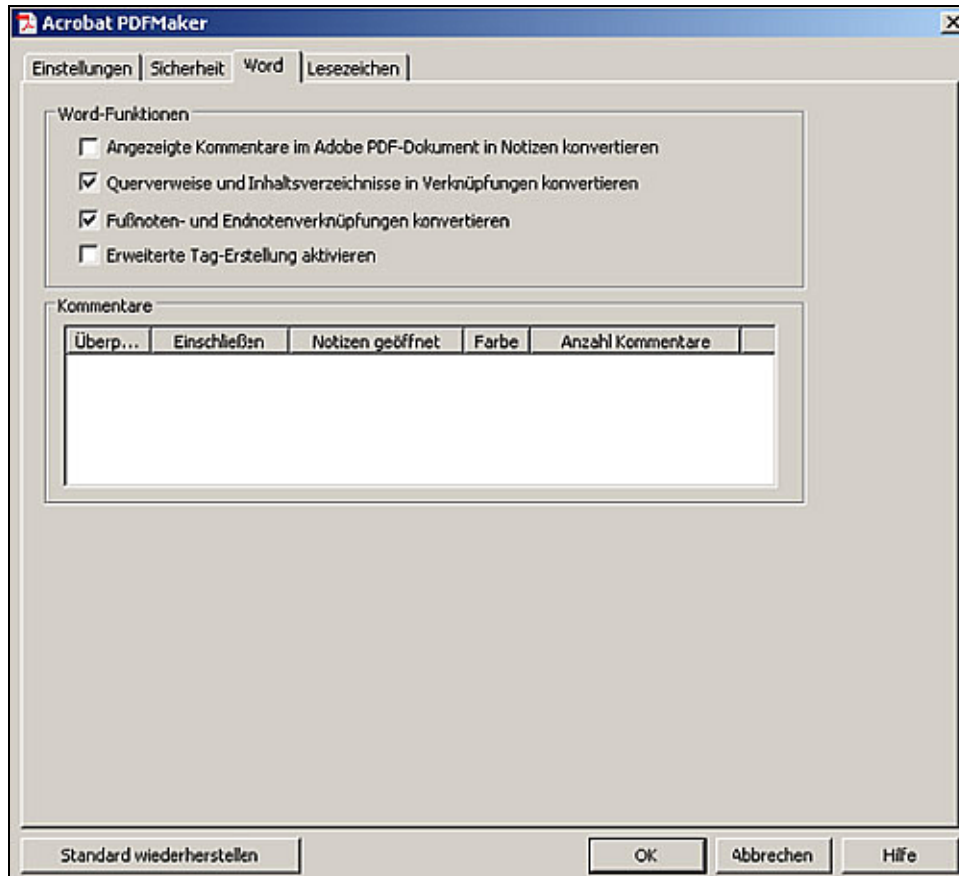 Acrobat PDFMaker
Einstellungen Sicherheit Word Lesezeichen
Word-Funktionen
Angezeigte Kommentare im Adobe PDF-Dokument in Notizen konvertieren
Querverweise und Inhaltsverzeichnisse in Verknüpfungen konvertieren
Fußnoten- und Endnotenverknüpfungen konvertieren
Erweiterte Tag-Erstellung aktivieren
Kommentare
Überp... Einschließen Notizen geöffnet Farbe Anzahl Kommentare
Standard wiederherstellen OK Abbrechen Hilfe